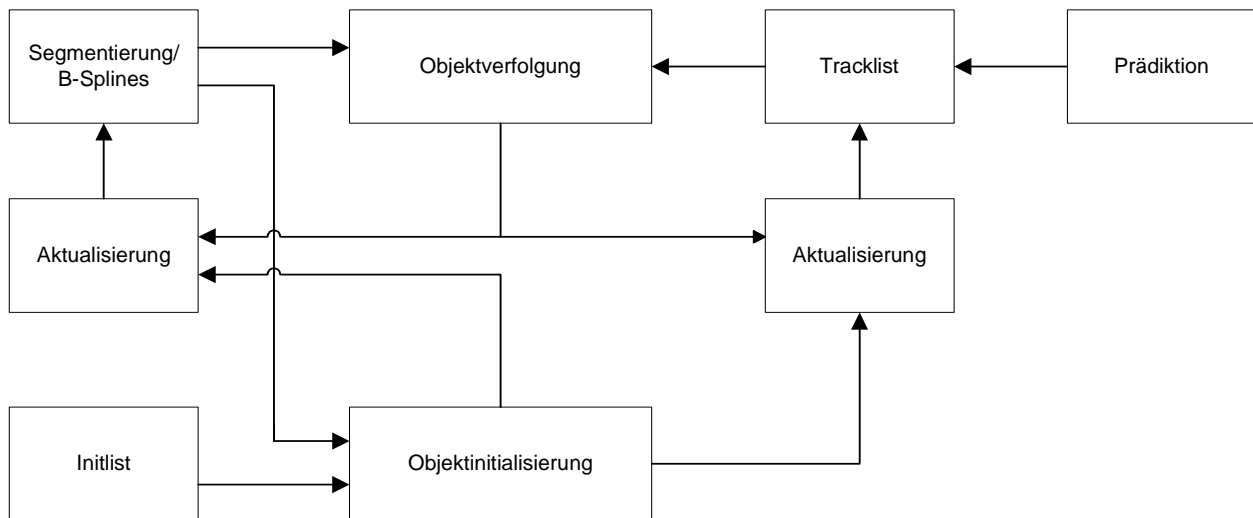 Segmentierung/
B-Splines
Objektverfolgung
Tracklist
Prädiktion
Aktualisierung
Aktualisierung
Initlist
Objektinitialisierung